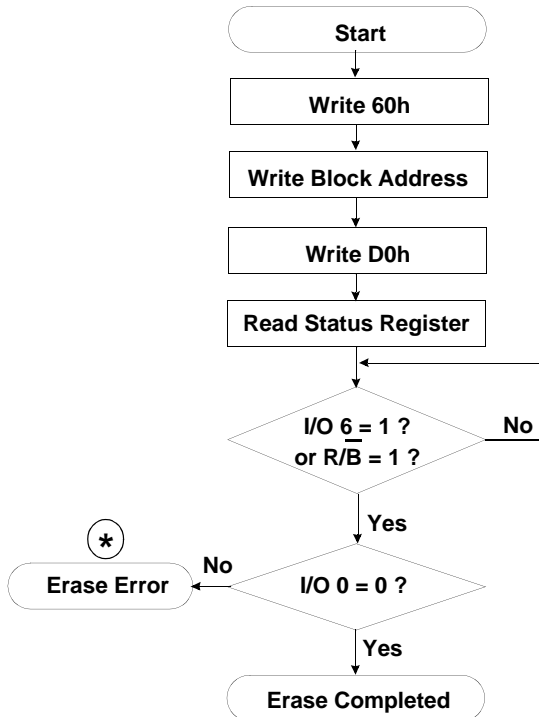 Start
Write 60h
Write Block Address
Write D0h
Read Status Register
I/O 6 = 1 ?
or R/B̅ = 1 ?
No
Yes
*
No
Erase Error
I/O 0 = 0 ?
Yes
Erase Completed